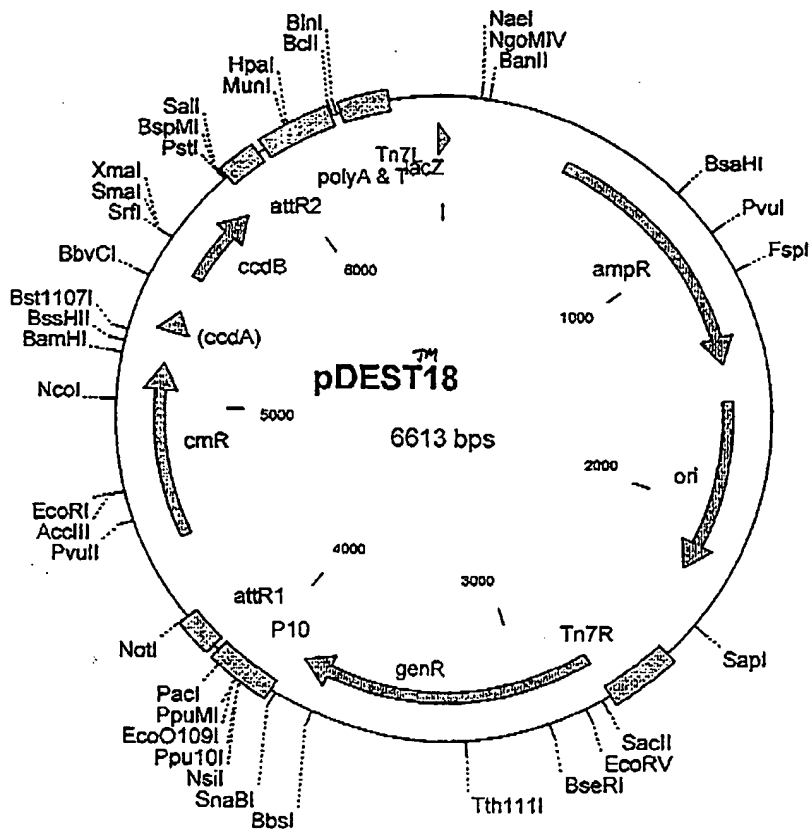 BlnI
BclI
HpaI
MunI
SalI
BspMI
PstI
XmaI
SmaI
SrfI
BbvCI
Bst1107I
BssHII
BamHI
NcoI
EcoRI
AccIII
PvuII
NotI
PacI
PpuMI
EcoO109I
Ppu10I
NsiI
SnaBI
BbsI
Tth111I
BseRI
EcoRV
SacII
SapI
FspI
PvuI
BsaHI
BanII
NgoMIV
NaeI
Tn7L
lacZ
polyA & T
attR2
ccdB
(ccdA)
cmR
attR1
P10
genR
Tn7R
ori
ampR
1000
2000
3000
4000
5000
6000
pDEST™18
6613 bps